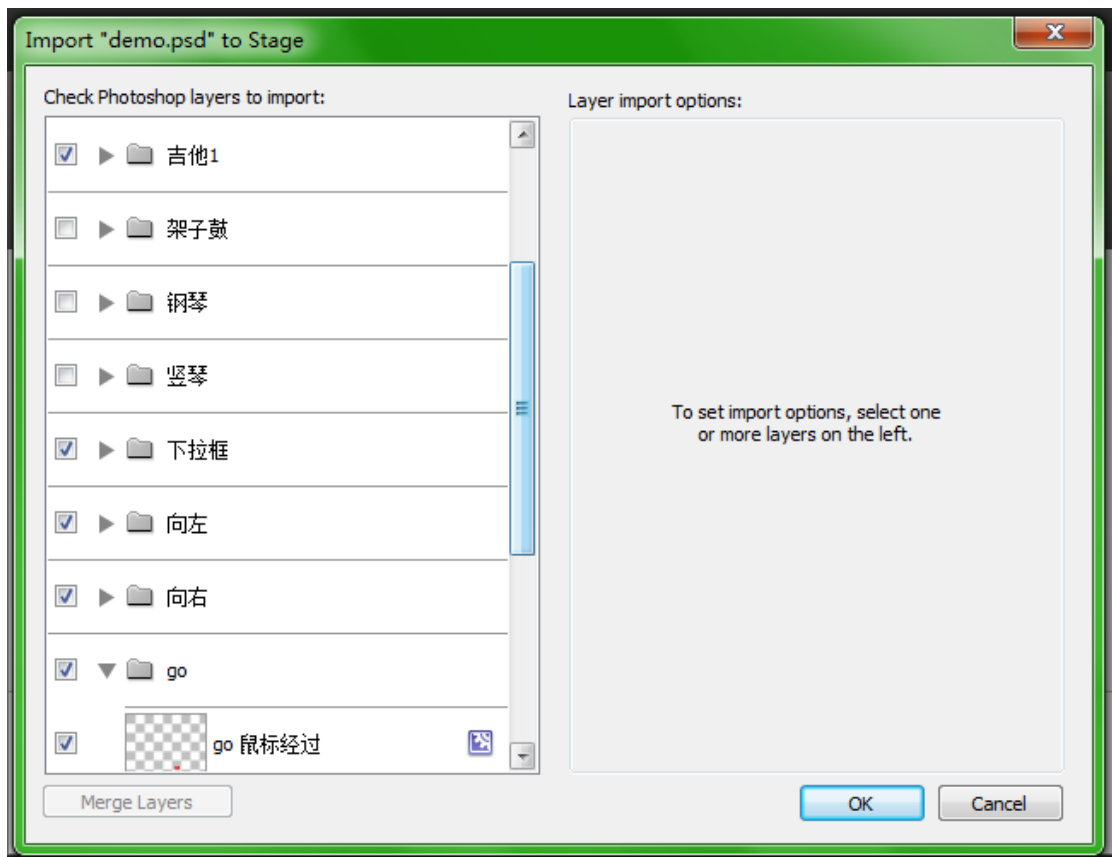 Import "demo.psd" to Stage
Check Photoshop layers to import:
吉他1
架子鼓
钢琴
竖琴
下拉框
向左
向右
go
go 鼠标经过
Merge Layers
Layer import options:
To set import options, select one
or more layers on the left.
OK
Cancel